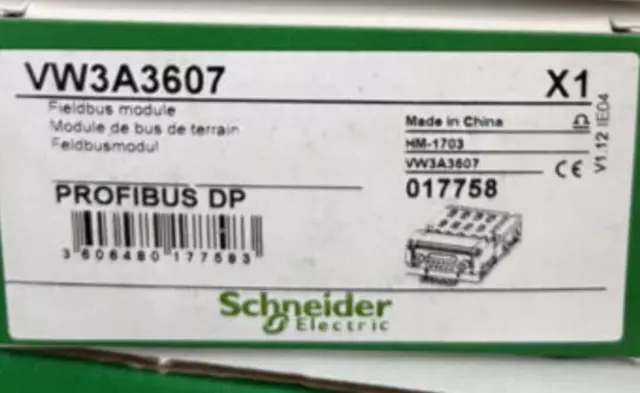 VW3A3607
X1
Fieldbus module
Module de bus de terrain
Feldbusmodul
Made in China
HM-1703
VW3A3607
CE
017758
V1.12 IE04
PROFIBUS DP
3 606480 177583
Schneider
Electric